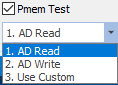 Pmem Test
1. AD Read
1. AD Read
2. AD Write
3. Use Custom